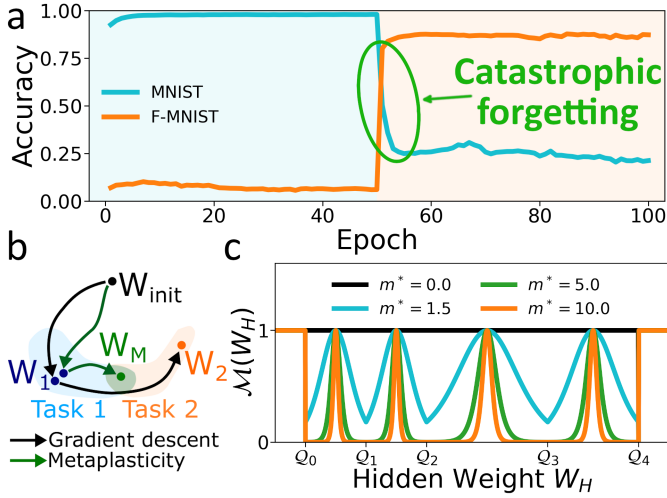 a
1.00
0.75
0.50
0.25
0.00
Accuracy
MNIST
F-MNIST
Catastrophic
forgetting
0
20
40
60
80
100
Epoch
b
W_init
W_M
W_1
W_2
Task 1
Task 2
Gradient descent
Metaplasticity
c
m* = 0.0
m* = 1.5
m* = 5.0
m* = 10.0
ℳ(W_H)
1
0
𝒬_0
𝒬_1
𝒬_2
𝒬_3
𝒬_4
Hidden Weight W_H